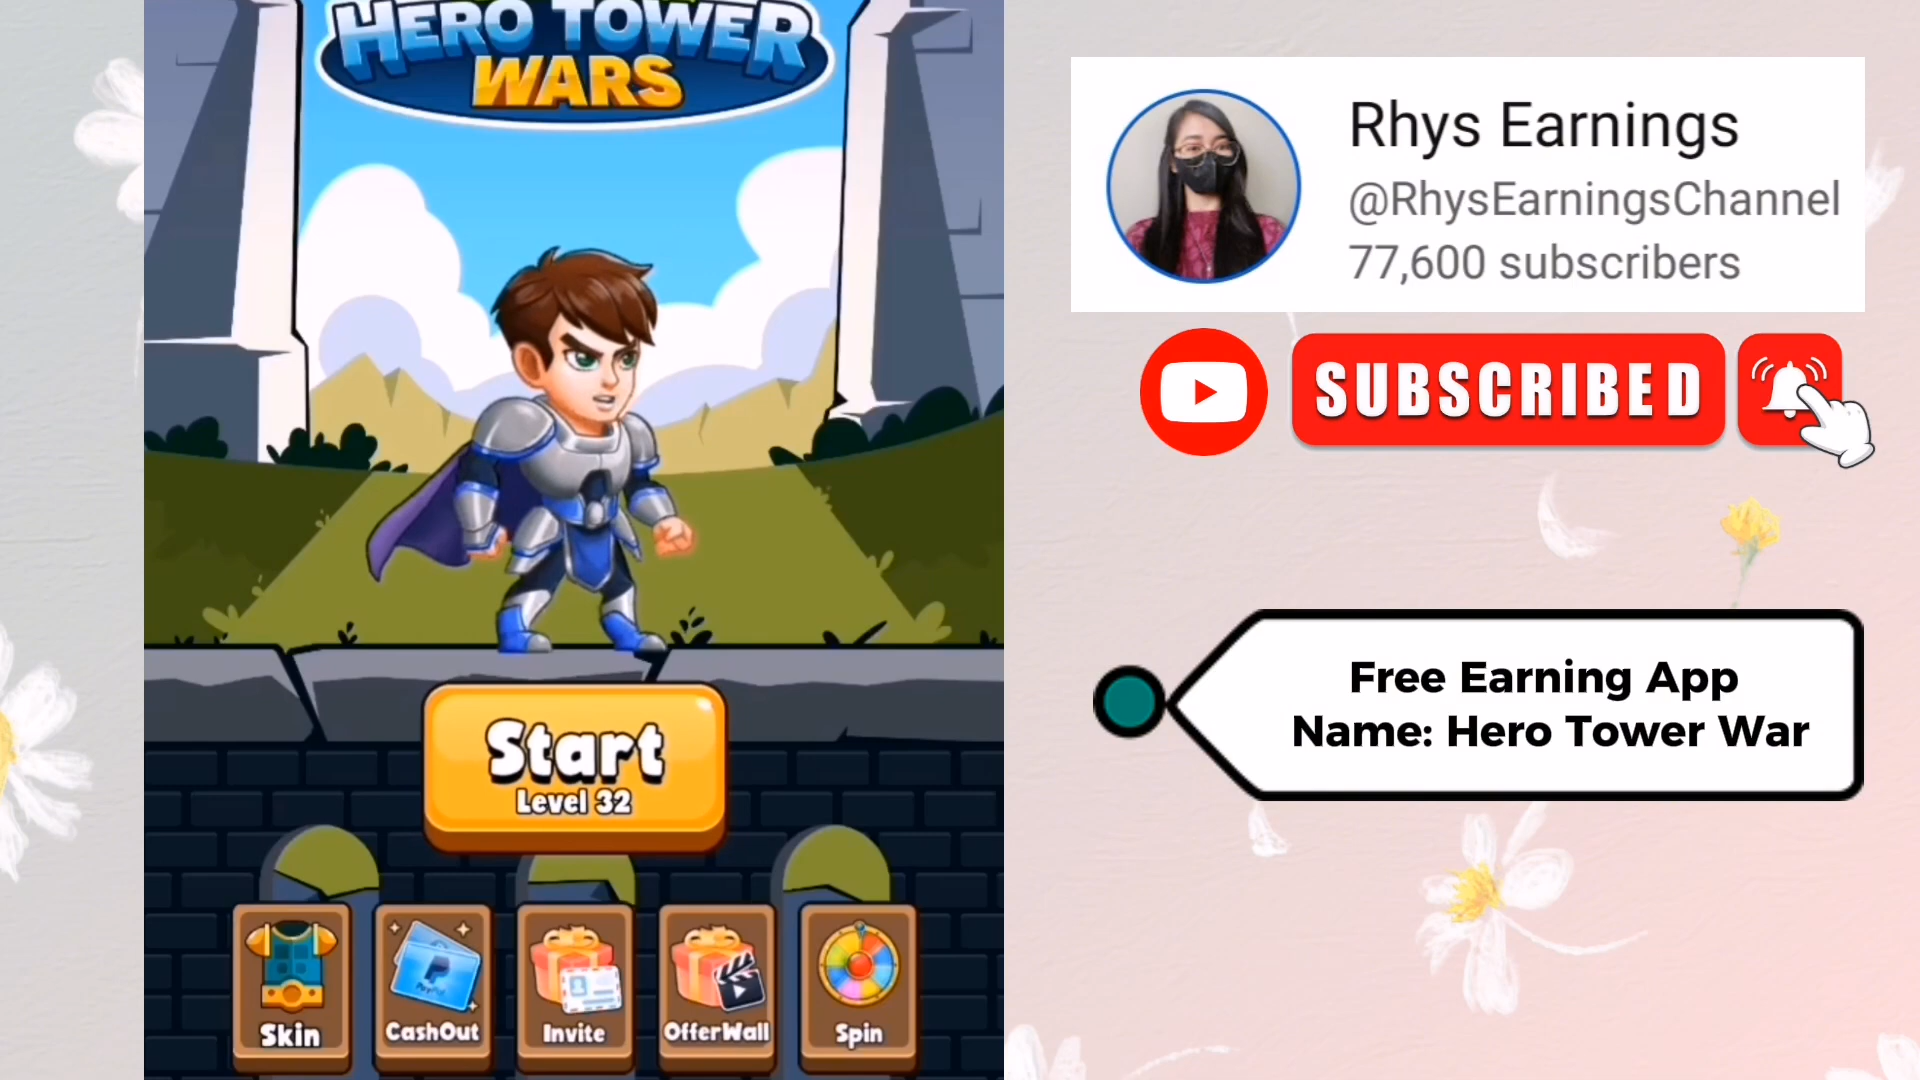 HERO TOWER
WARS
Start
Level 32
Skin
PayPal
CashOut
Invite
OfferWall
Spin
Rhys Earnings
@RhysEarningsChannel
77,600 subscribers
SUBSCRIBED
Free Earning App
Name: Hero Tower War